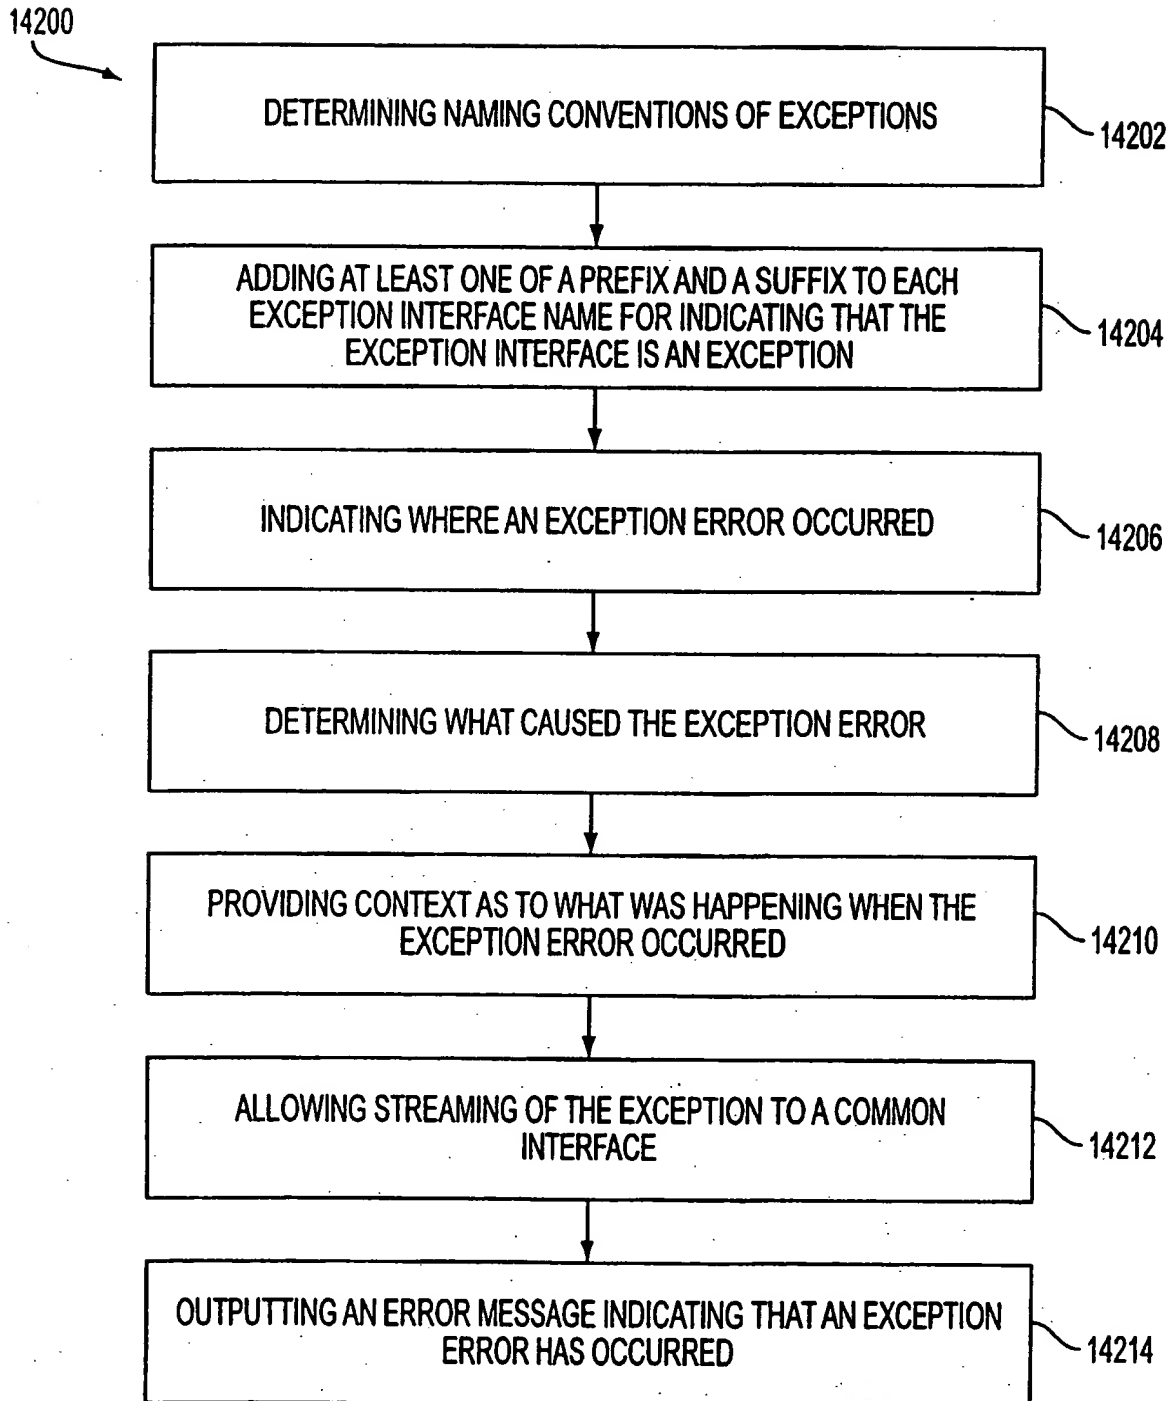 14200
DETERMINING NAMING CONVENTIONS OF EXCEPTIONS
14202
ADDING AT LEAST ONE OF A PREFIX AND A SUFFIX TO EACH
EXCEPTION INTERFACE NAME FOR INDICATING THAT THE
EXCEPTION INTERFACE IS AN EXCEPTION
14204
INDICATING WHERE AN EXCEPTION ERROR OCCURRED
14206
DETERMINING WHAT CAUSED THE EXCEPTION ERROR
14208
PROVIDING CONTEXT AS TO WHAT WAS HAPPENING WHEN THE
EXCEPTION ERROR OCCURRED
14210
ALLOWING STREAMING OF THE EXCEPTION TO A COMMON
INTERFACE
14212
OUTPUTTING AN ERROR MESSAGE INDICATING THAT AN EXCEPTION
ERROR HAS OCCURRED
14214